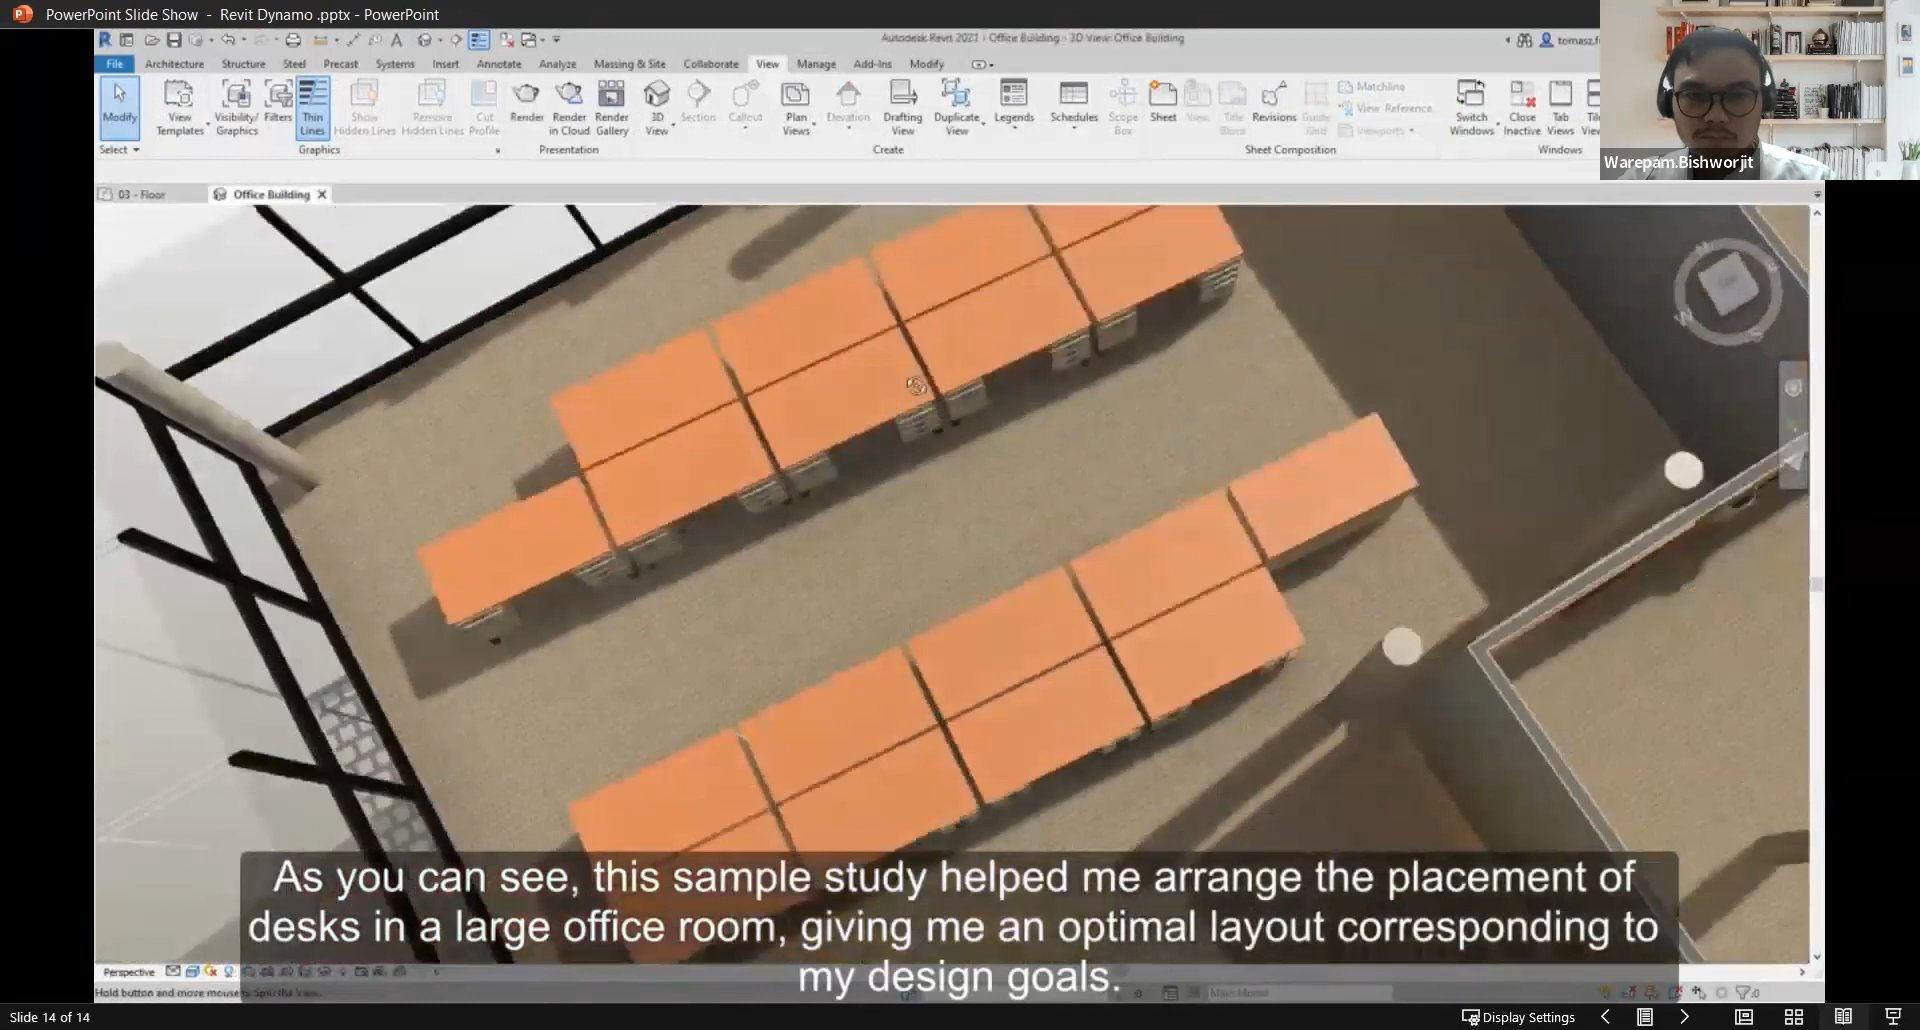 PowerPoint Slide Show - Revit Dynamo .pptx - PowerPoint
Autodesk Revit 2021 - Office Building - 3D View: Office Building
File Architecture Structure Steel Precast Systems Insert Annotate Analyze Massing & Site Collaborate View Manage Add-Ins Modify
Modify
View Templates
Visibility/ Graphics
Filters
Thin Lines
Show Hidden Lines
Remove Hidden Lines
Cut Profile
Render
Render in Cloud
Render Gallery
3D View
Section
Callout
Plan Views
Elevation
Drafting View
Duplicate View
Legends
Schedules
Scope Box
Sheet
View
Title Block
Revisions
Guide Grid
Matchline
View Reference
Viewports
Switch Windows
Close Inactive
Tab Views
Select Graphics Presentation Create Sheet Composition Windows
Warepam.Bishworjit
03 - Floor Office Building
As you can see, this sample study helped me arrange the placement of
desks in a large office room, giving me an optimal layout corresponding to
my design goals.
Perspective
Hold button and move mouse to Spin the View.
Main Model
Slide 14 of 14
Display Settings